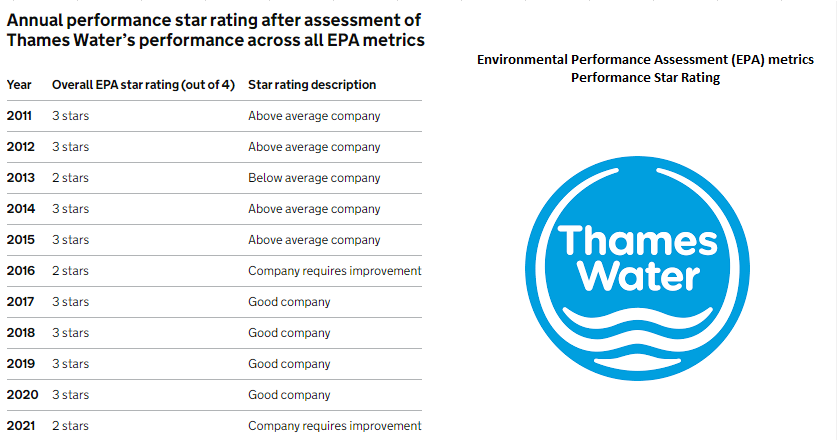 Annual performance star rating after assessment of
Thames Water’s performance across all EPA metrics
Year Overall EPA star rating (out of 4) Star rating description
2011 3 stars Above average company
2012 3 stars Above average company
2013 2 stars Below average company
2014 3 stars Above average company
2015 3 stars Above average company
2016 2 stars Company requires improvement
2017 3 stars Good company
2018 3 stars Good company
2019 3 stars Good company
2020 3 stars Good company
2021 2 stars Company requires improvement
Environmental Performance Assessment (EPA) metrics
Performance Star Rating
Thames
Water